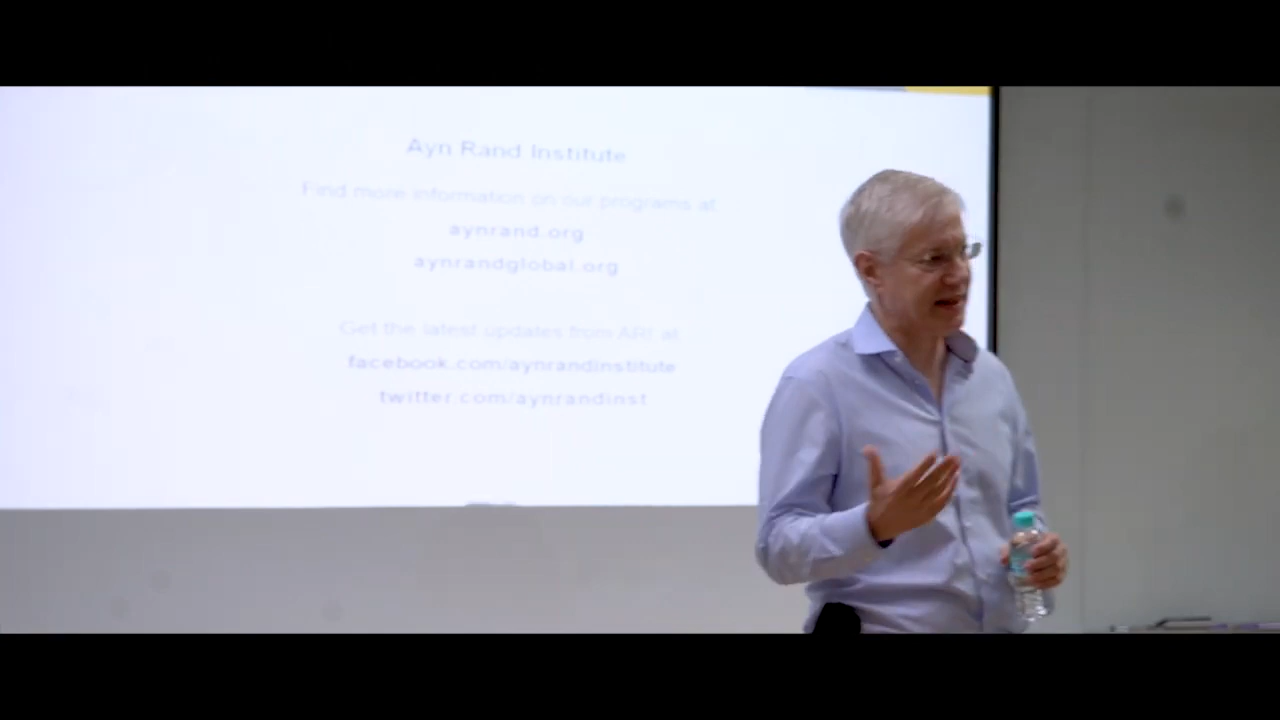 Ayn Rand Institute
Find more information on our programs at:
aynrand.org
aynrandglobal.org
Get the latest updates from ARI at:
facebook.com/aynrandinstitute
twitter.com/aynrandinst